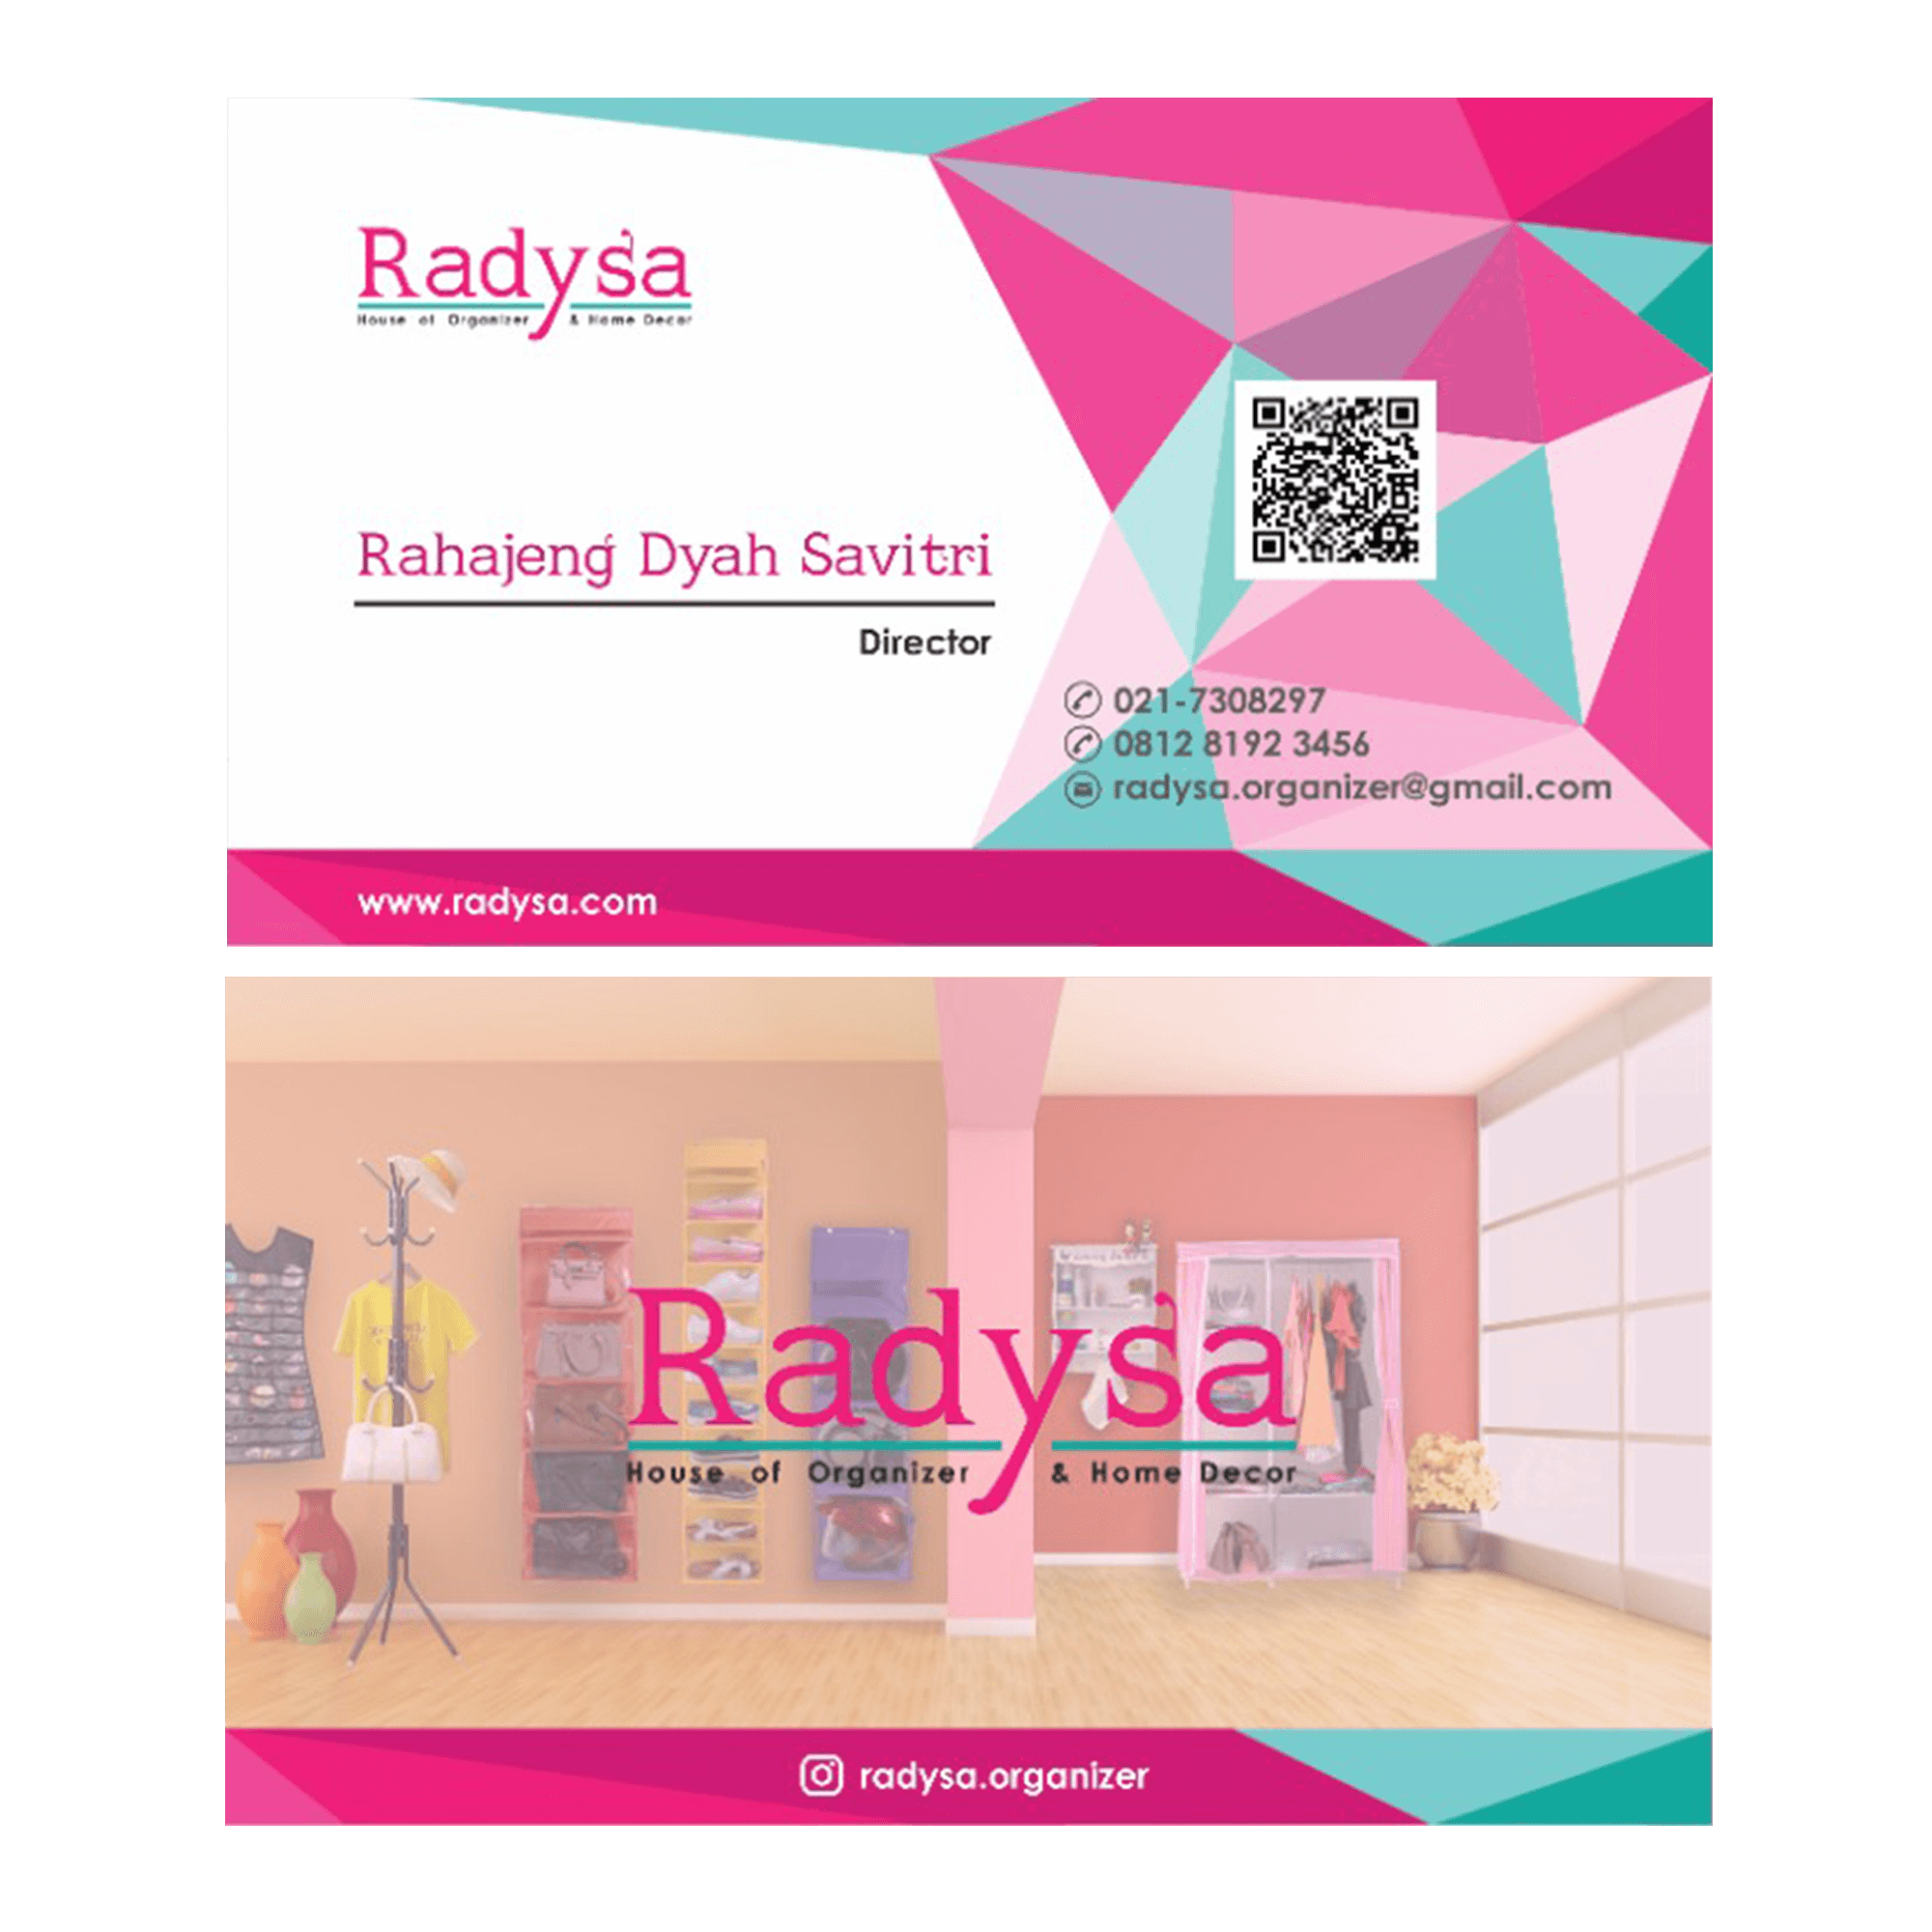 Radysa
House of Organizer & Home Decor
Rahajeng Dyah Savitri
Director
021-7308297
0812 8192 3456
radysa.organizer@gmail.com
www.radysa.com
Radysa
House of Organizer & Home Decor
radysa.organizer